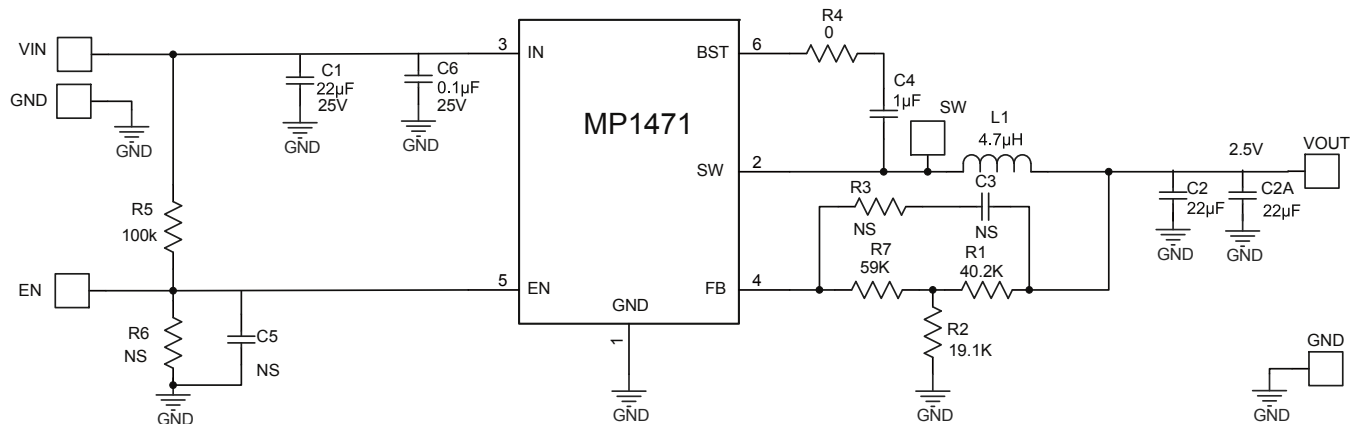 VIN
GND
GND
3
IN
C1
22µF
25V
GND
C6
0.1µF
25V
GND
MP1471
BST
6
R4
0
C4
1µF
SW
SW
2
L1
4.7µH
2.5V
VOUT
C2
22µF
GND
C2A
22µF
GND
R3
NS
C3
NS
R7
59K
R1
40.2K
FB
4
R2
19.1K
GND
R5
100k
EN
5
EN
R6
NS
C5
NS
GND
GND
1
GND
GND
GND